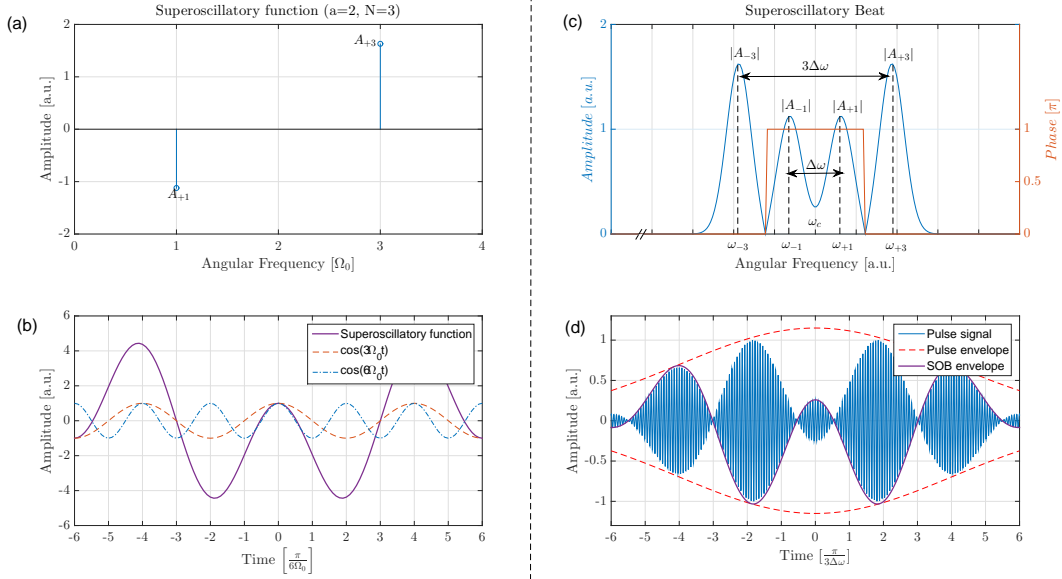 (a)
Superoscillatory function (a=2, N=3)
2
1
0
-1
-2
Amplitude [a.u.]
A+3
A+1
0 1 2 3 4
Angular Frequency [Ω0]
(b)
6
4
2
0
-2
-4
-6
Amplitude [a.u.]
Superoscillatory function
cos(3Ω0t)
cos(6Ω0t)
-6 -5 -4 -3 -2 -1 0 1 2 3 4 5 6
Time [π/6Ω0]
(c)
Superoscillatory Beat
2
1
0
Amplitude [a.u.]
|A−3| |A+3|
3Δω
|A−1| |A+1|
Δω
ωc
1
0.5
0
Phase [π]
ω−3 ω−1 ω+1 ω+3
Angular Frequency [a.u.]
(d)
1
0.5
0
-0.5
-1
Amplitude [a.u.]
Pulse signal
Pulse envelope
SOB envelope
-6 -5 -4 -3 -2 -1 0 1 2 3 4 5 6
Time [π/3Δω]